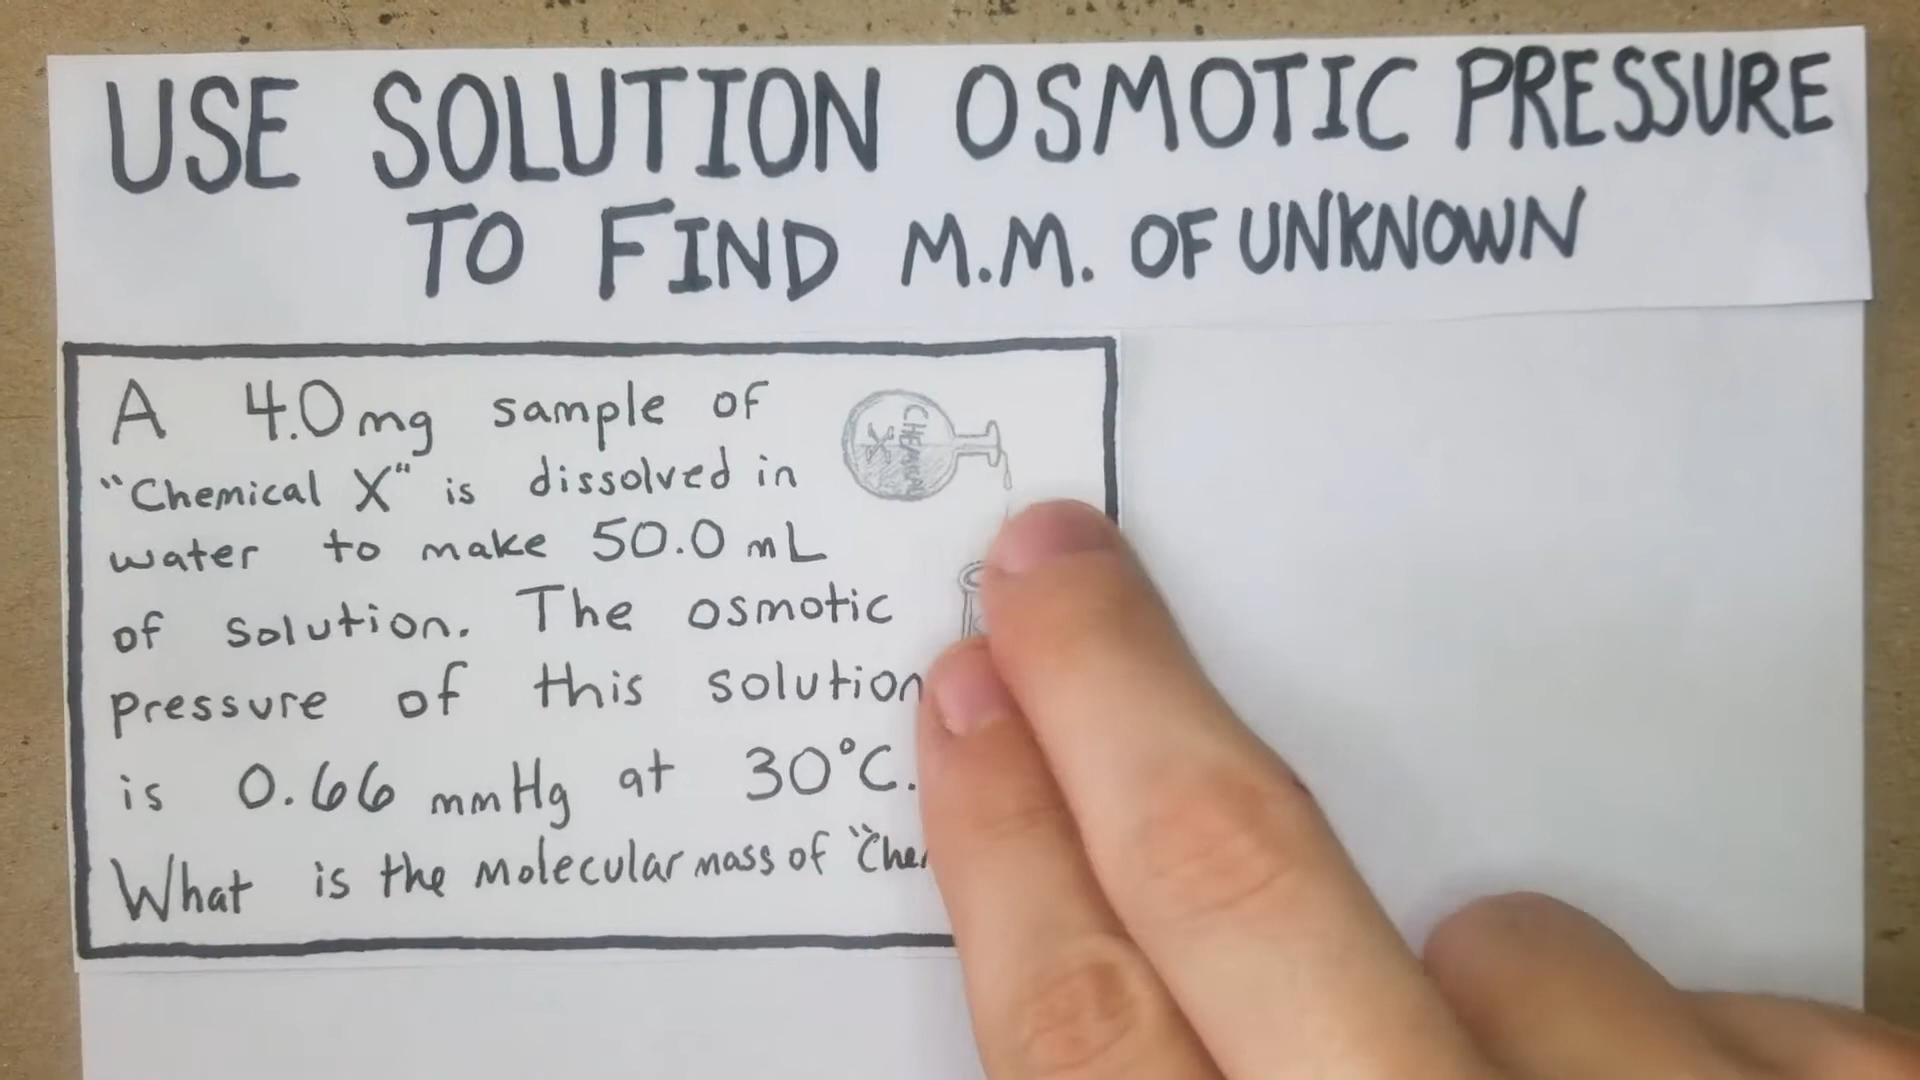 USE SOLUTION OSMOTIC PRESSURE
TO FIND M.M. OF UNKNOWN
A 4.0mg sample of
"Chemical X" is dissolved in
water to make 50.0 mL
of solution. The osmotic
pressure of this solution
is 0.66 mmHg at 30°C.
What is the molecular mass of "Che
CHEMICAL
X